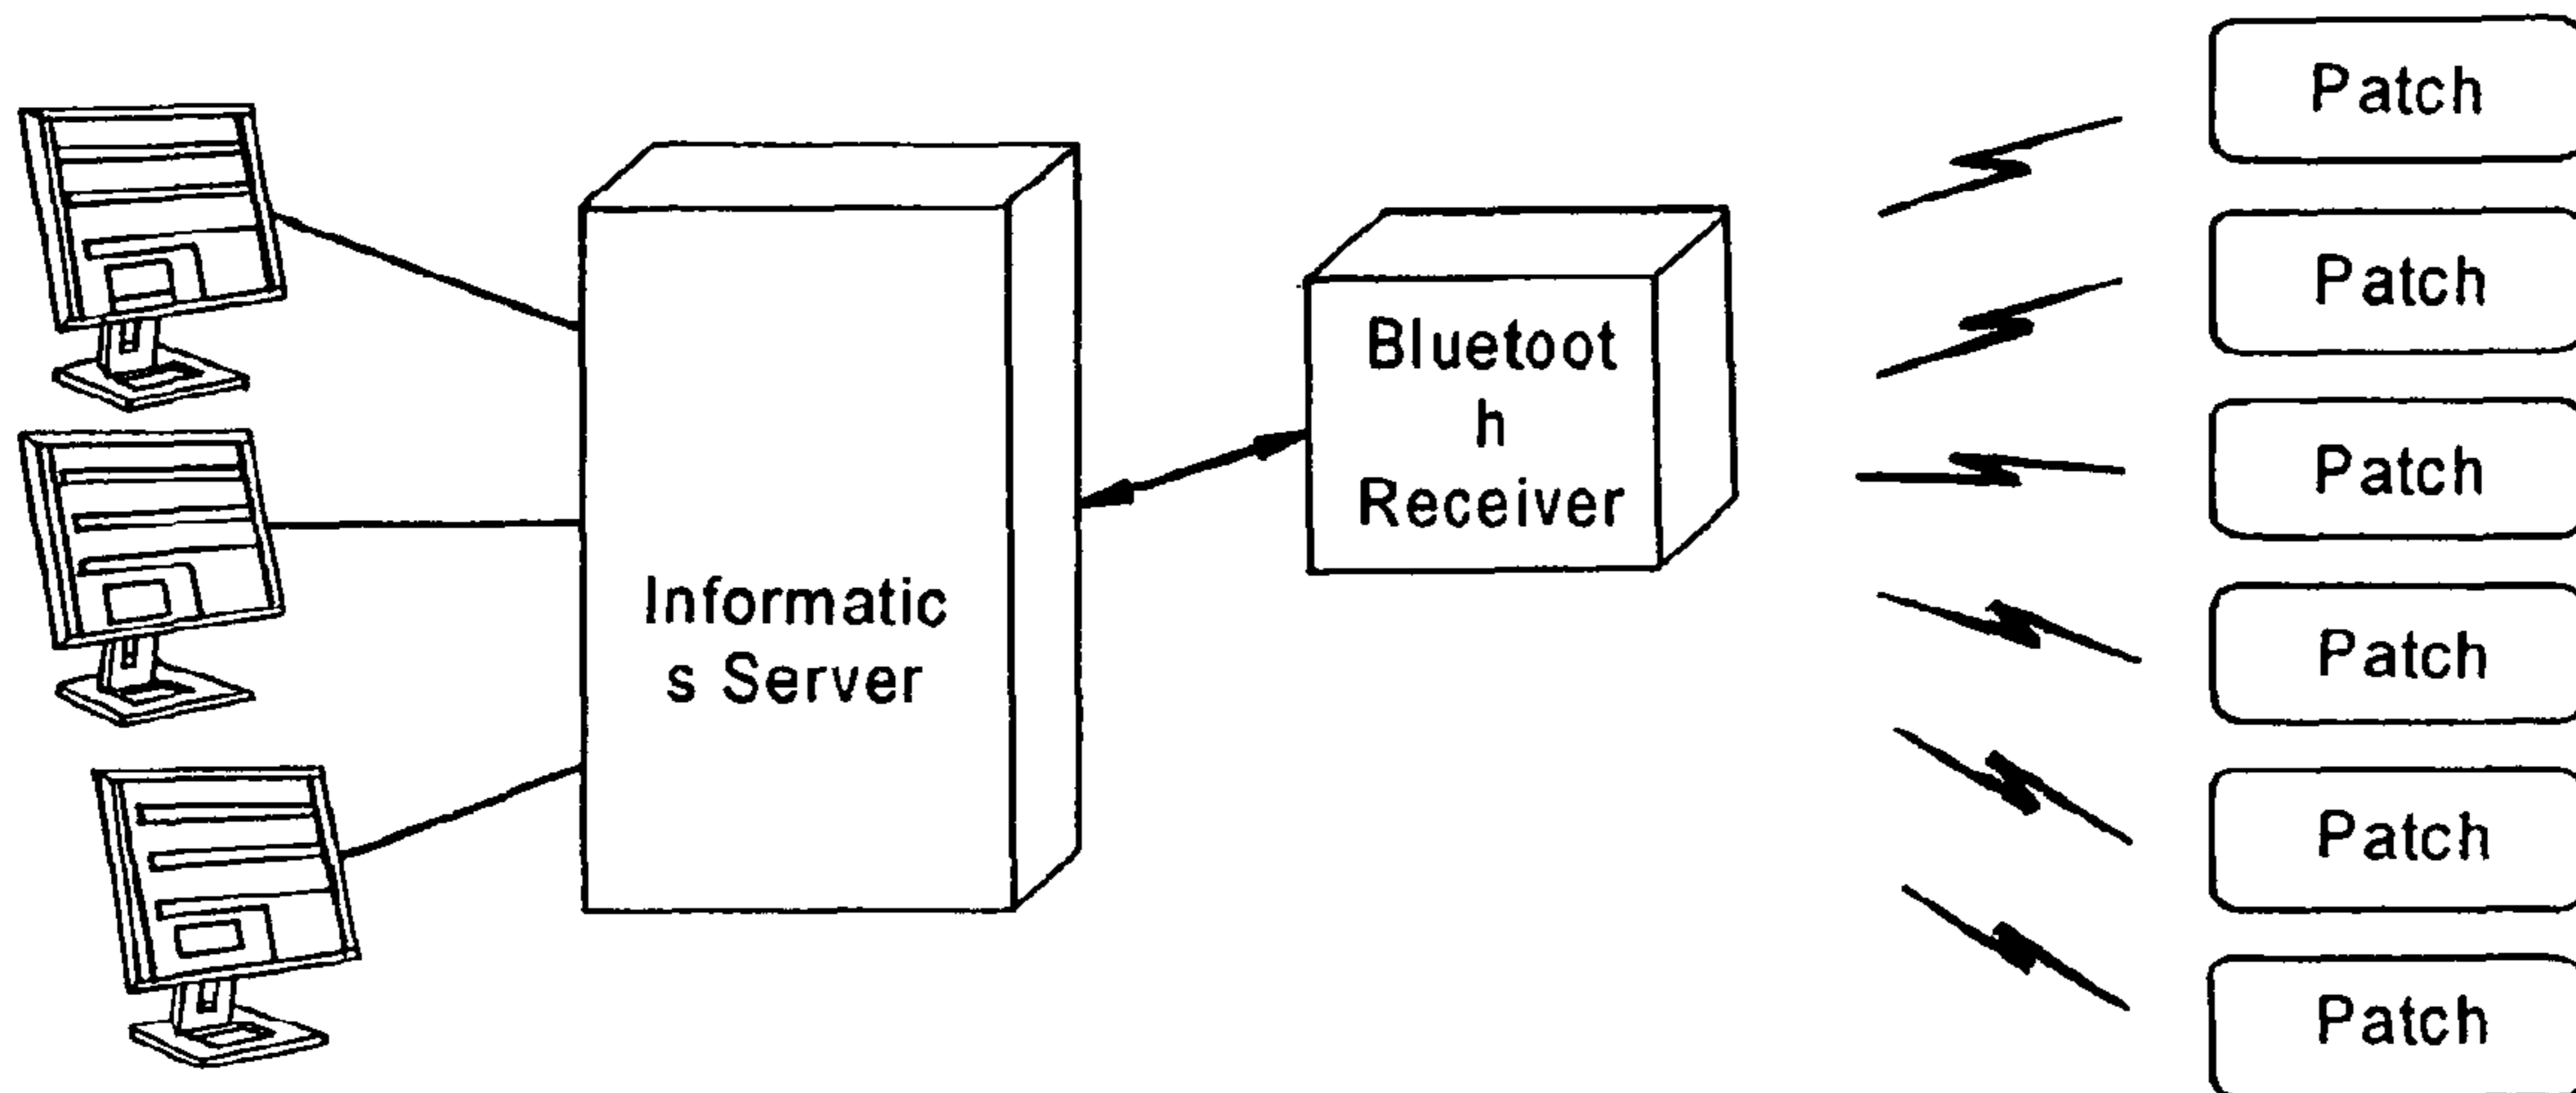 Informatic
s Server
Bluetoot
h
Receiver
Patch
Patch
Patch
Patch
Patch
Patch